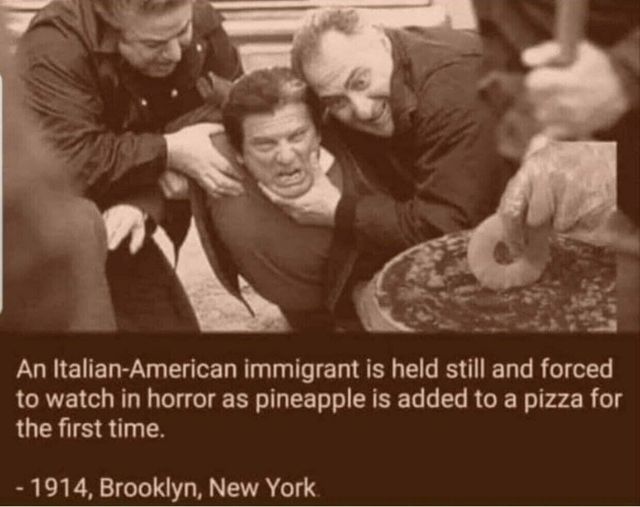 An Italian-American immigrant is held still and forced
to watch in horror as pineapple is added to a pizza for
the first time.
- 1914, Brooklyn, New York